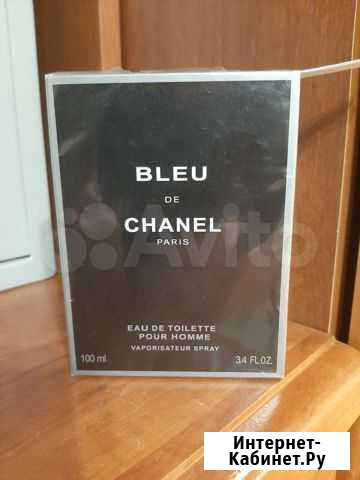 BLEU
DE
CHANEL
PARIS
Avito
EAU DE TOILETTE
POUR HOMME
VAPORISATEUR SPRAY
100 ml
3.4 FL.OZ.
Интернет-
Кабинет.Ру